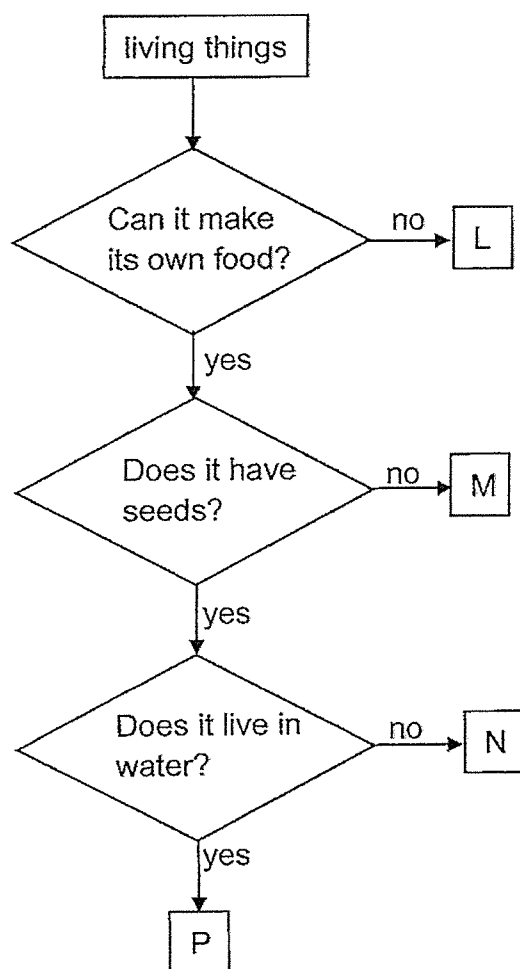 living things
Can it make
its own food?
no
L
yes
Does it have
seeds?
no
M
yes
Does it live in
water?
no
N
yes
P